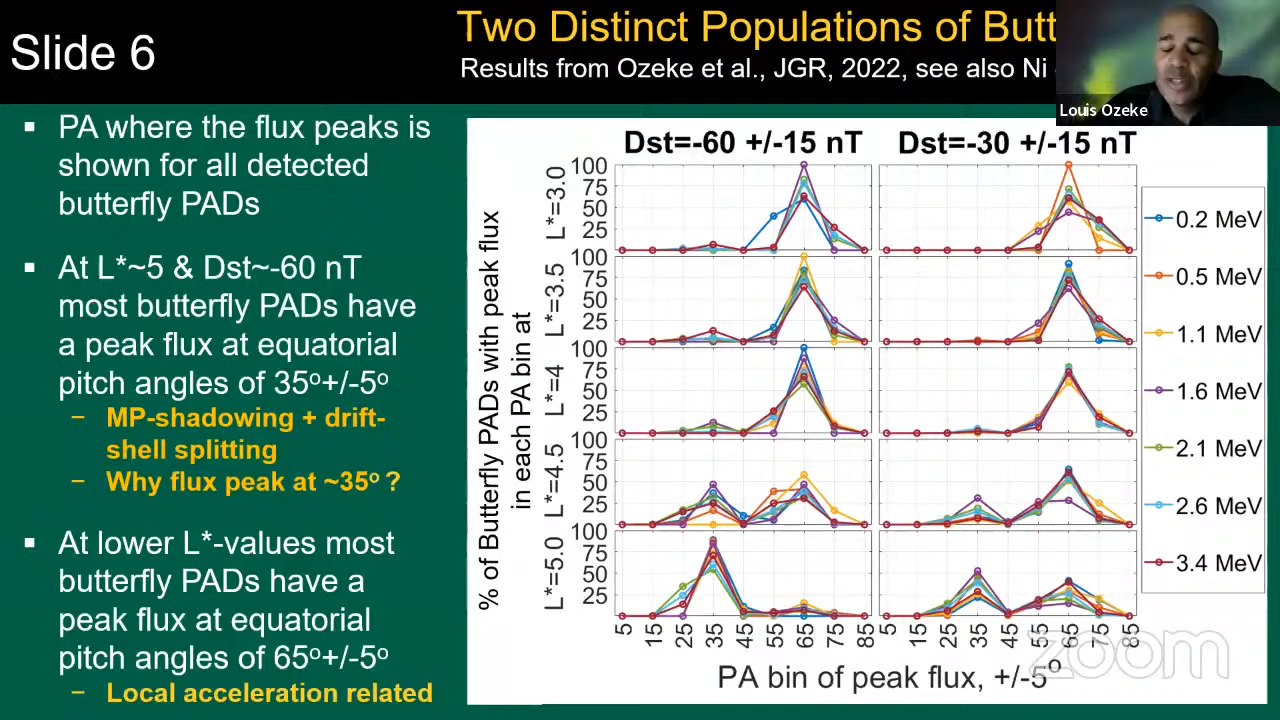 Slide 6
Two Distinct Populations of Butt
Results from Ozeke et al., JGR, 2022, see also Ni
Louis Ozeke
▪ PA where the flux peaks is
shown for all detected
butterfly PADs
▪ At L*~5 & Dst~-60 nT
most butterfly PADs have
a peak flux at equatorial
pitch angles of 35º+/-5º
− MP-shadowing + drift-
shell splitting
− Why flux peak at ~35º ?
▪ At lower L*-values most
butterfly PADs have a
peak flux at equatorial
pitch angles of 65º+/-5º
− Local acceleration related
% of Butterfly PADs with peak flux
in each PA bin at
Dst=-60 +/-15 nT
Dst=-30 +/-15 nT
L*=3.0
100
75
50
25
L*=3.5
100
75
50
25
L*=4
100
75
50
25
L*=4.5
100
75
50
25
L*=5.0
100
75
50
25
5 15 25 35 45 55 65 75 85
5 15 25 35 45 55 65 75 85
PA bin of peak flux, +/-5º
0.2 MeV
0.5 MeV
1.1 MeV
1.6 MeV
2.1 MeV
2.6 MeV
3.4 MeV
zoom